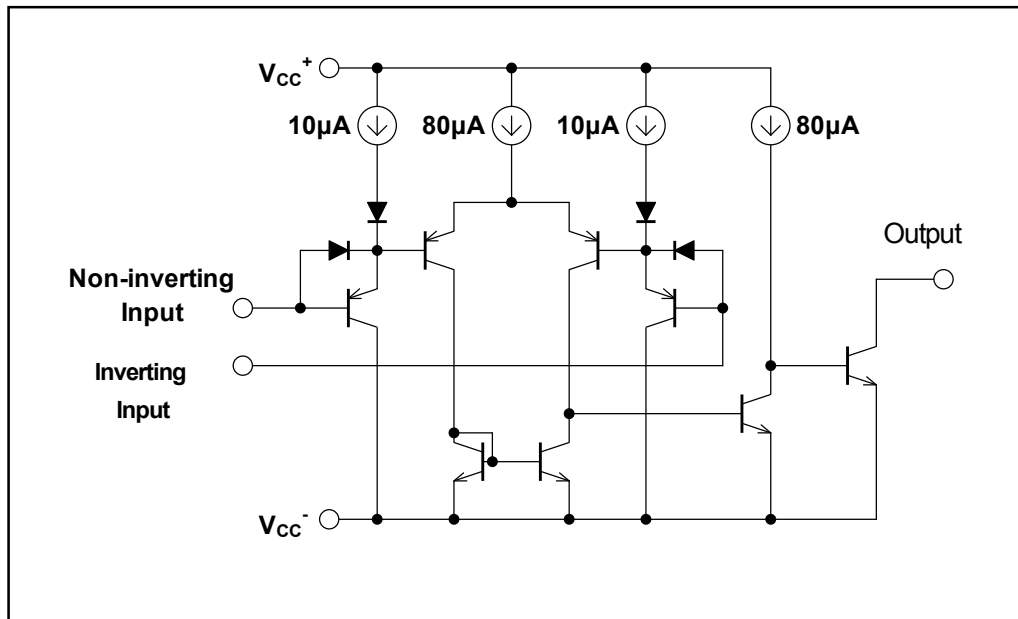 VCC+
10µA
80µA
10µA
80µA
Output
Non-inverting
Input
Inverting
Input
VCC-